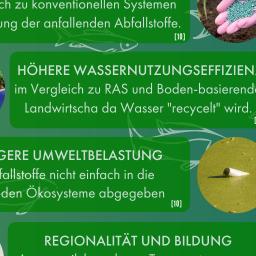 ch zu konventionellen Systemen
ung der anfallenden Abfallstoffe.
[10]
HÖHERE WASSERNUTZUNGSEFFIZIEN
im Vergleich zu RAS und Boden-basierende
Landwirtscha da Wasser "recycelt" wird.
GERE UMWELTBELASTUNG
fallstoffe nicht einfach in die
den Ökosysteme abgegeben
[10]
REGIONALITÄT UND BILDUNG